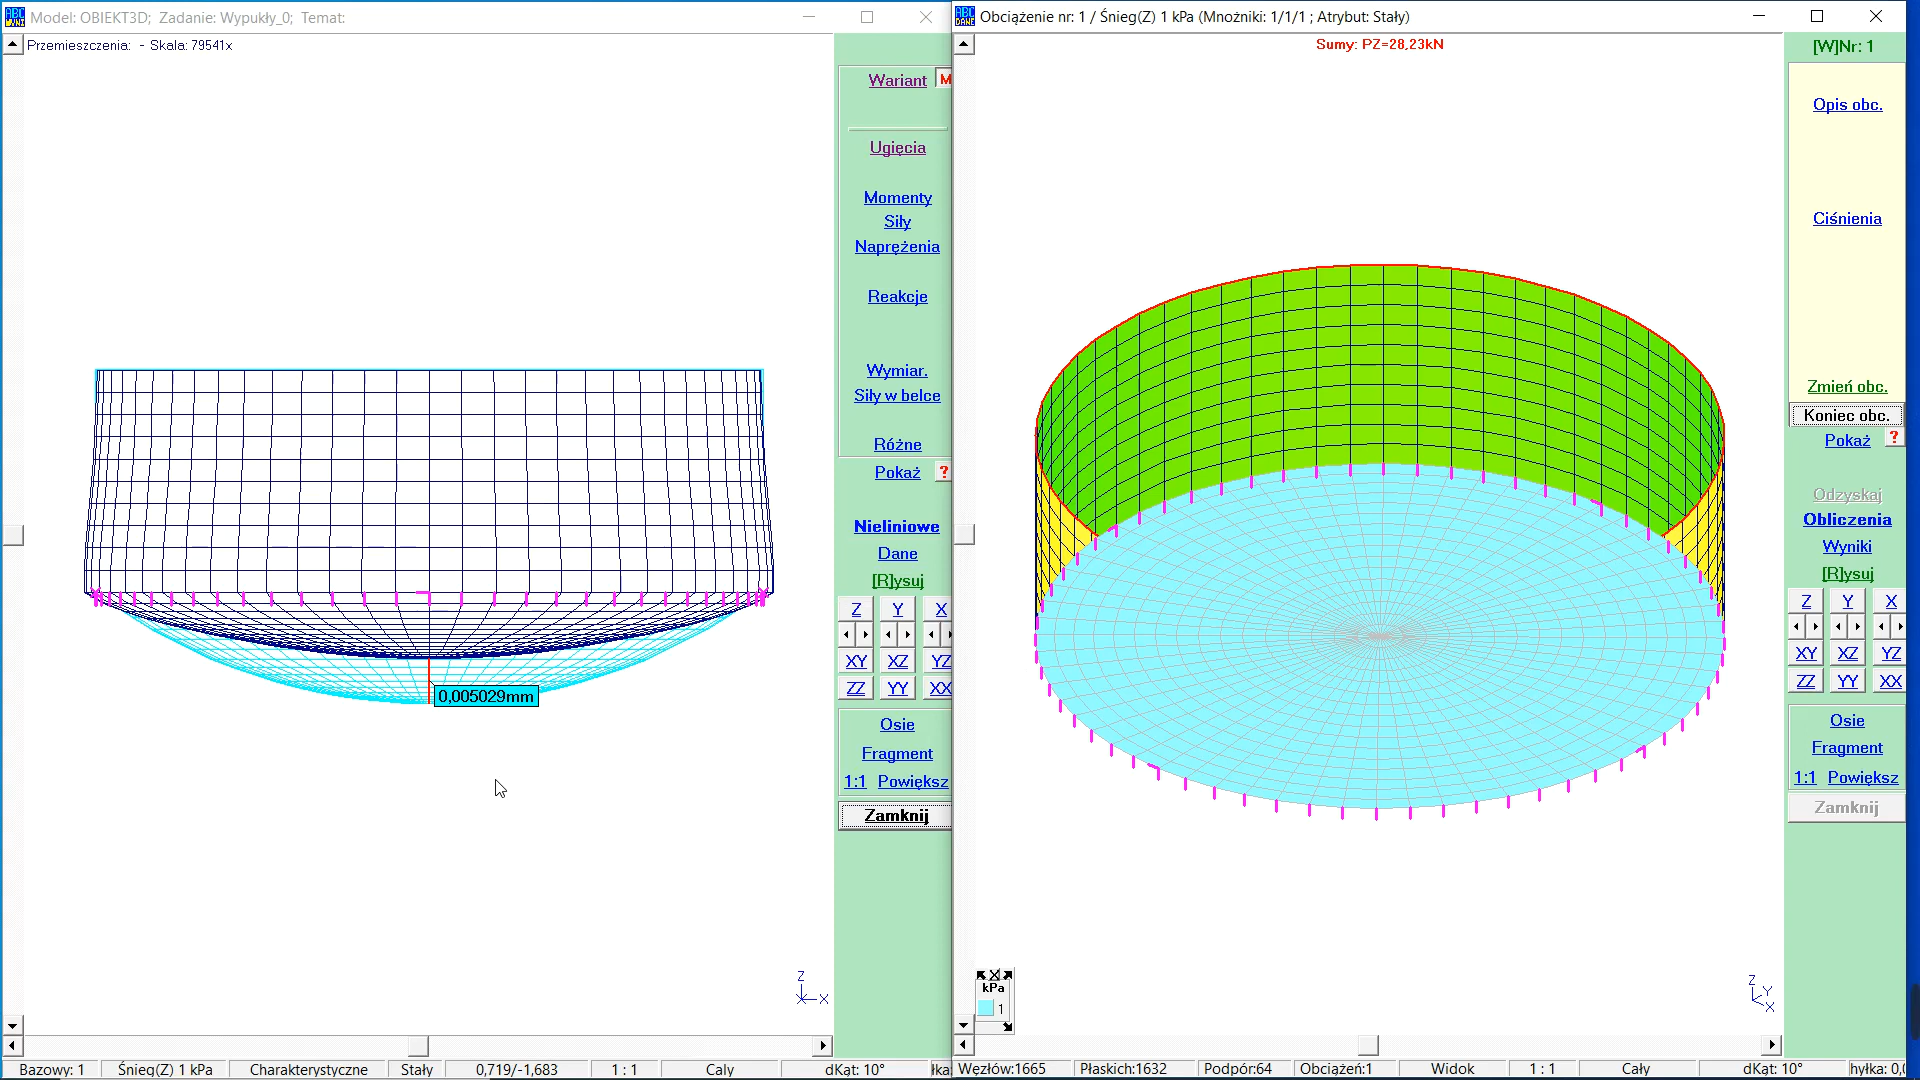 Model: OBIEKT3D; Zadanie: Wypukły_0; Temat:
Przemieszczenia: - Skala: 79541x
0,005029mm
Z
X
Wariant M
Ugięcia
Momenty
Siły
Naprężenia
Reakcje
Wymiar.
Siły w belce
Różne
Pokaż ?
Nieliniowe
Dane
[R]ysuj
Z Y X
XY XZ YZ
ZZ YY XX
Osie
Fragment
1:1 Powiększ
Zamknij
Bazowy: 1 Śnieg(Z) 1 kPa Charakterystyczne Stały 0,719/-1,683 1 : 1 Cały dKąt: 10°
Obciążenie nr: 1 / Śnieg(Z) 1 kPa (Mnożniki: 1/1/1 ; Atrybut: Stały)
Sumy: PZ=28,23kN
X
kPa
1
Z
Y
X
[W]Nr: 1
Opis obc.
Ciśnienia
Zmień obc.
Koniec obc.
Pokaż ?
Odzyskaj
Obliczenia
Wyniki
[R]ysuj
Z Y X
XY XZ YZ
ZZ YY XX
Osie
Fragment
1:1 Powiększ
Zamknij
Węzłów:1665 Płaskich:1632 Podpór:64 Obciążeń:1 Widok 1 : 1 Cały dKąt: 10°